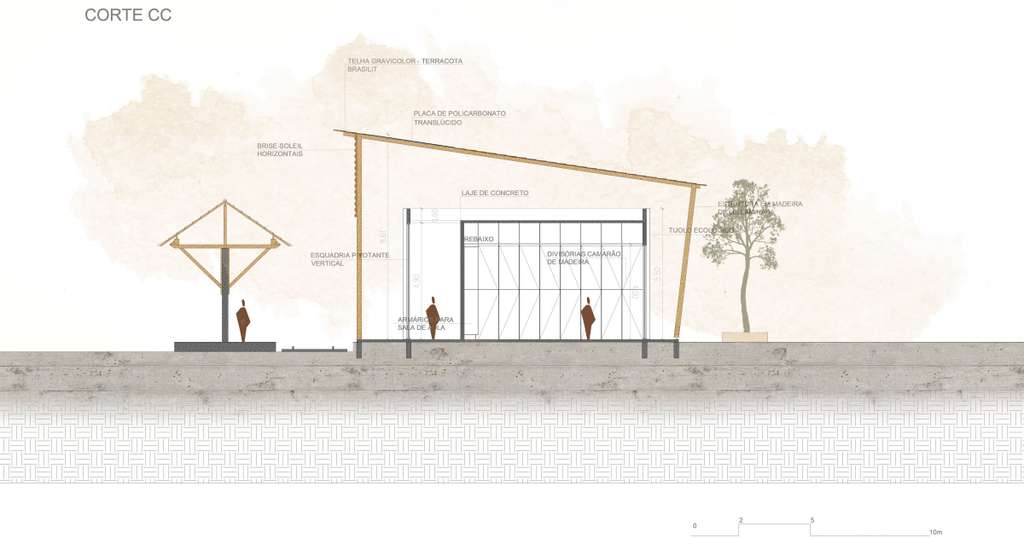 CORTE CC
TELHA GRAVICOLOR - TERRACOTA
BRASILIT
PLACA DE POLICARBONATO
TRANSLÚCIDO
BRISE-SOLEIL
HORIZONTAIS
LAJE DE CONCRETO
ESTRUTURA EM MADEIRA
TIJOLO ECOLÓGICO
REBAIXO
ESQUADRIA PIVOTANTE
VERTICAL
DIVISÓRIAS CAMARÃO
DE MADEIRA
ARMÁRIOS PARA
SALA DE AULA
0
2
5
10m